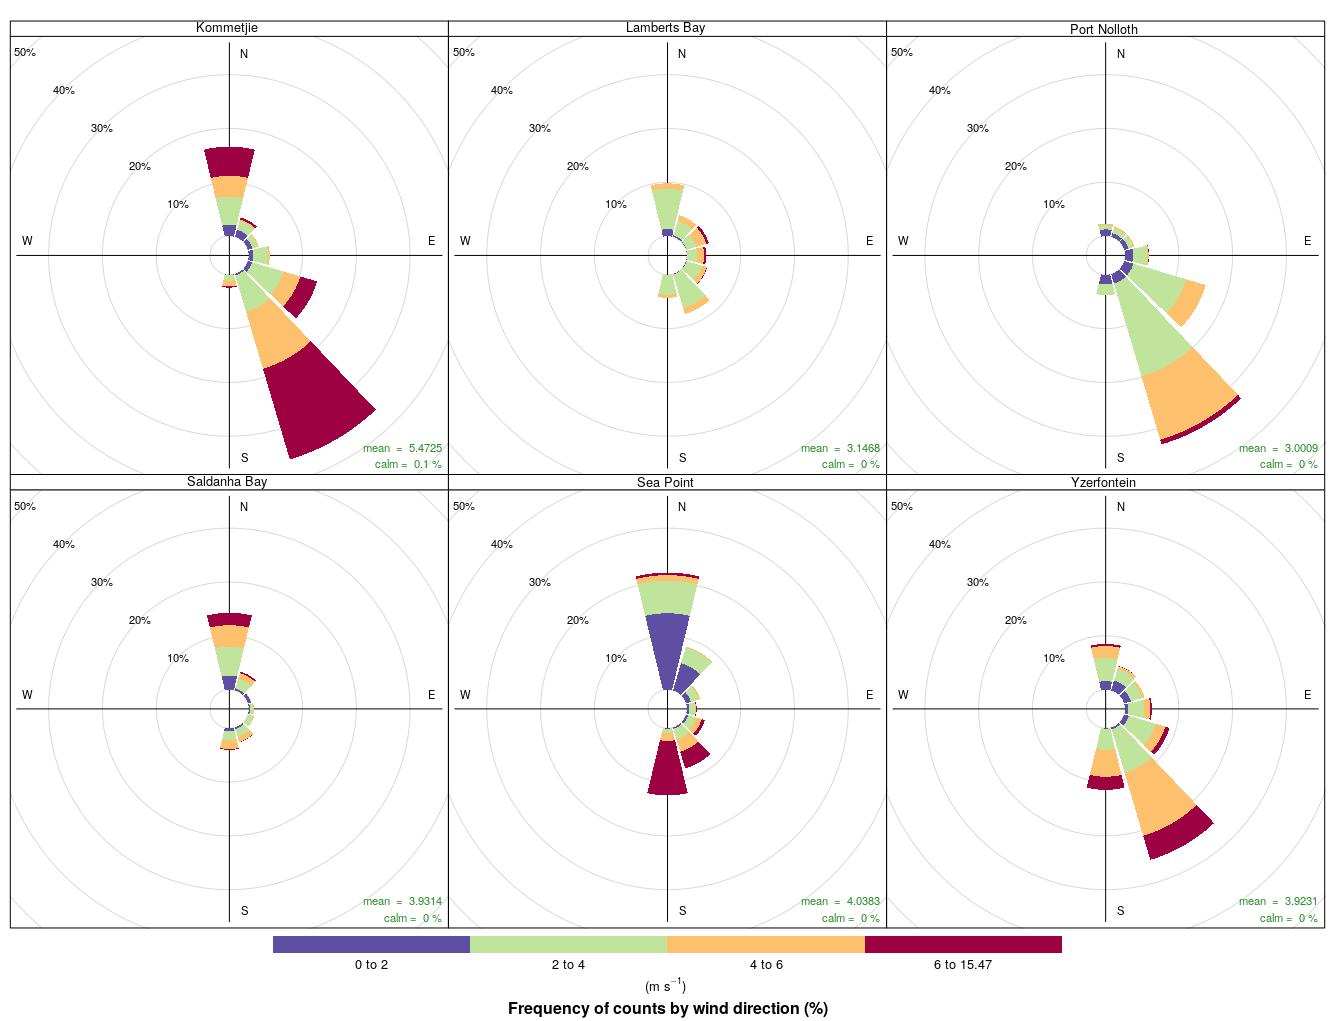 Kommetjie
Lamberts Bay
Port Nolloth
50%
N
40%
30%
20%
10%
W
E
S
mean = 5.4725
calm = 0.1 %
50%
N
40%
30%
20%
10%
W
E
S
mean = 3.1468
calm = 0 %
50%
N
40%
30%
20%
10%
W
E
S
mean = 3.0009
calm = 0 %
Saldanha Bay
Sea Point
Yzerfontein
50%
N
40%
30%
20%
10%
W
E
S
mean = 3.9314
calm = 0 %
50%
N
40%
30%
20%
10%
W
E
S
mean = 4.0383
calm = 0 %
50%
N
40%
30%
20%
10%
W
E
S
mean = 3.9231
calm = 0 %
0 to 2
2 to 4
4 to 6
6 to 15.47
(m s⁻¹)
Frequency of counts by wind direction (%)